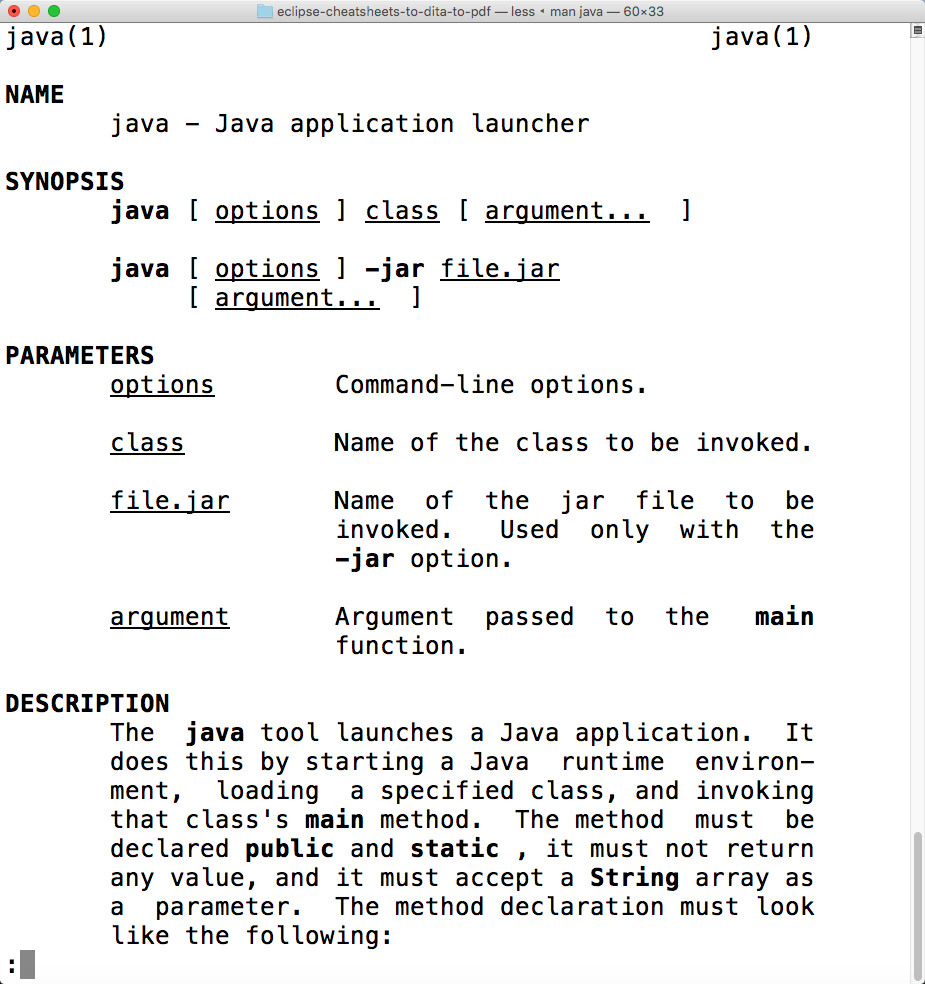 eclipse-cheatsheets-to-dita-to-pdf — less ◂ man java — 60×33
java(1)                                        java(1)
NAME
       java - Java application launcher
SYNOPSIS
       java [ options ] class [ argument...  ]
       java [ options ] -jar file.jar
            [ argument...  ]
PARAMETERS
       options        Command-line options.
       class          Name of the class to be invoked.
       file.jar       Name  of  the  jar  file  to  be
                      invoked.   Used  only  with  the
                      -jar option.
       argument       Argument  passed  to  the   main
                      function.
DESCRIPTION
       The  java tool launches a Java application.  It
       does this by starting a Java  runtime  environ-
       ment,  loading  a specified class, and invoking
       that class's main method.  The method  must  be
       declared public and static , it must not return
       any value, and it must accept a String array as
       a  parameter.  The method declaration must look
       like the following:
: